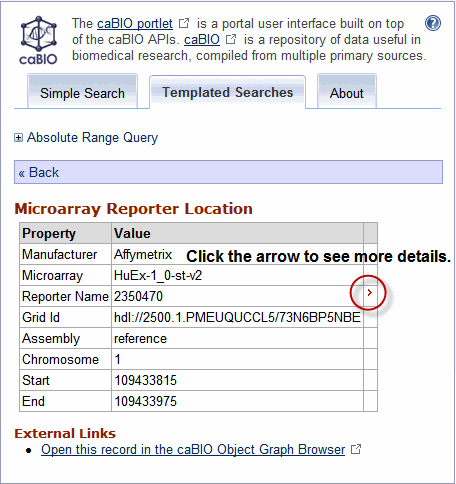 The caBIO portlet is a portal user interface built on top
of the caBIO APIs. caBIO is a repository of data useful in
biomedical research, compiled from multiple primary sources.
caBIO
?
Simple Search Templated Searches About
Absolute Range Query
« Back
Microarray Reporter Location
Property Value
Manufacturer Affymetrix
Click the arrow to see more details.
Microarray HuEx-1_0-st-v2
Reporter Name 2350470
Grid Id hdl://2500.1.PMEUQUCCL5/73N6BP5NBE
Assembly reference
Chromosome 1
Start 109433815
End 109433975
External Links
• Open this record in the caBIO Object Graph Browser